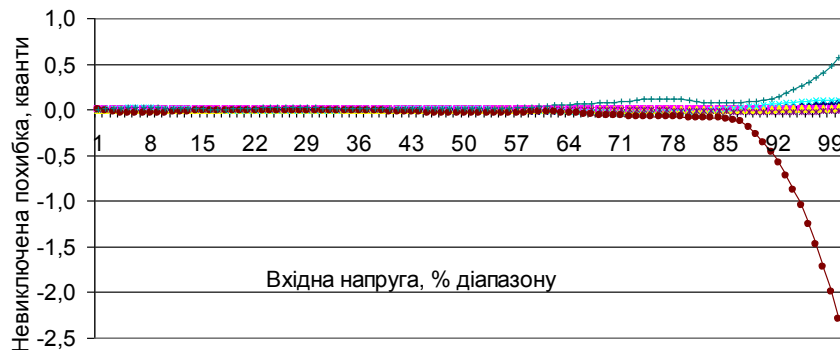 Невиключена похибка, кванти
1,0
0,5
0,0
-0,5
-1,0
-1,5
-2,0
-2,5
1 8 15 22 29 36 43 50 57 64 71 78 85 92 99
Вхідна напруга, % діапазону